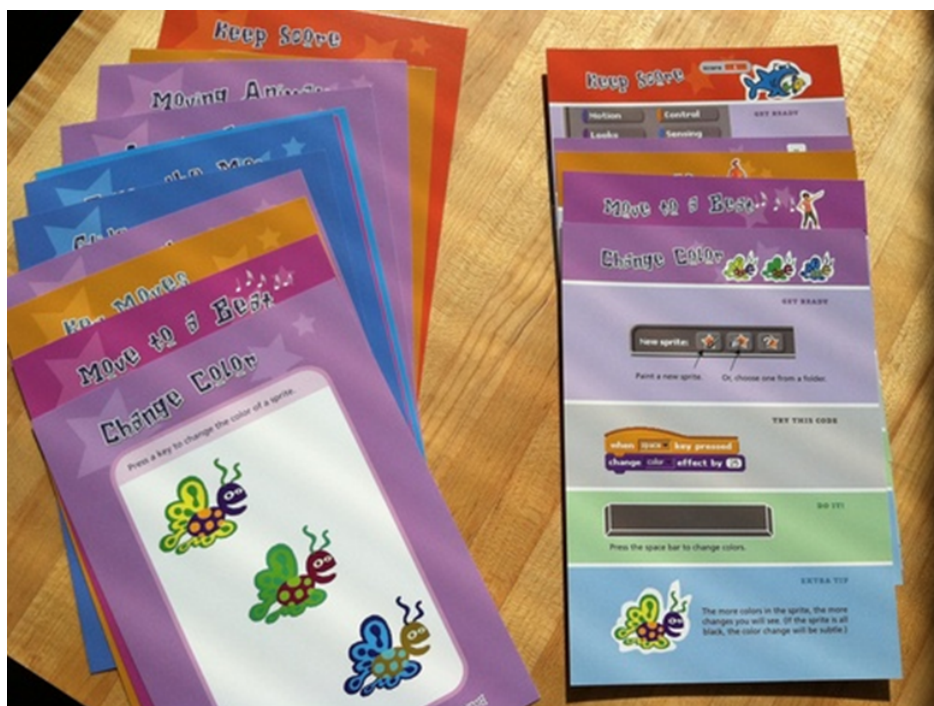 Keep Score
Moving Anim
Key Moves
Move to a Beat
Change Color
Press a key to change the color of a sprite.
Keep Score
Score
Motion
Control
Looks
Sensing
GET READY
Move to a Beat
Change Color
GET READY
New sprite:
Paint a new sprite.
Or, choose one from a folder.
TRY THIS CODE
when space key pressed
change color effect by 25
DO IT!
Press the space bar to change colors.
EXTRA TIP
The more colors in the sprite, the more
changes you will see. (If the sprite is all
black, the color change will be subtle.)